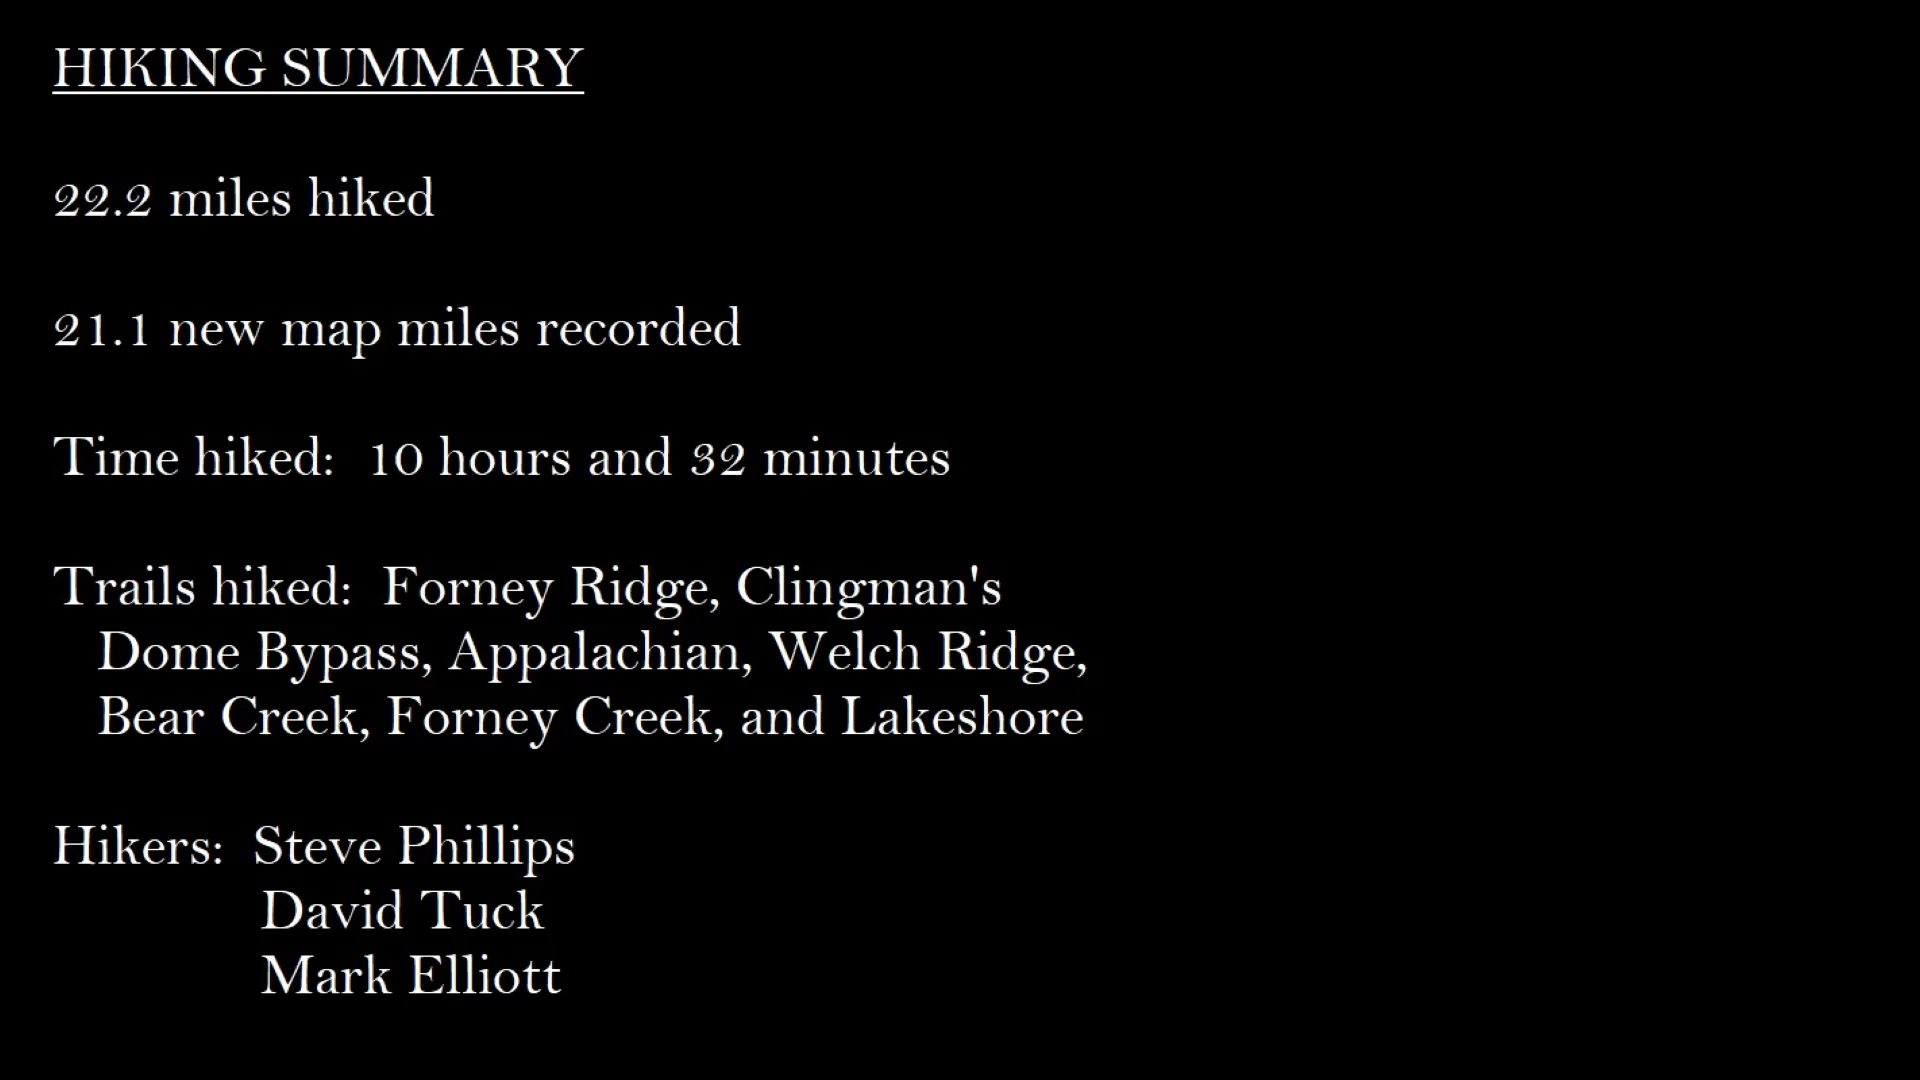 HIKING SUMMARY
22.2 miles hiked
21.1 new map miles recorded
Time hiked:  10 hours and 32 minutes
Trails hiked:  Forney Ridge, Clingman's
Dome Bypass, Appalachian, Welch Ridge,
Bear Creek, Forney Creek, and Lakeshore
Hikers:  Steve Phillips
David Tuck
Mark Elliott